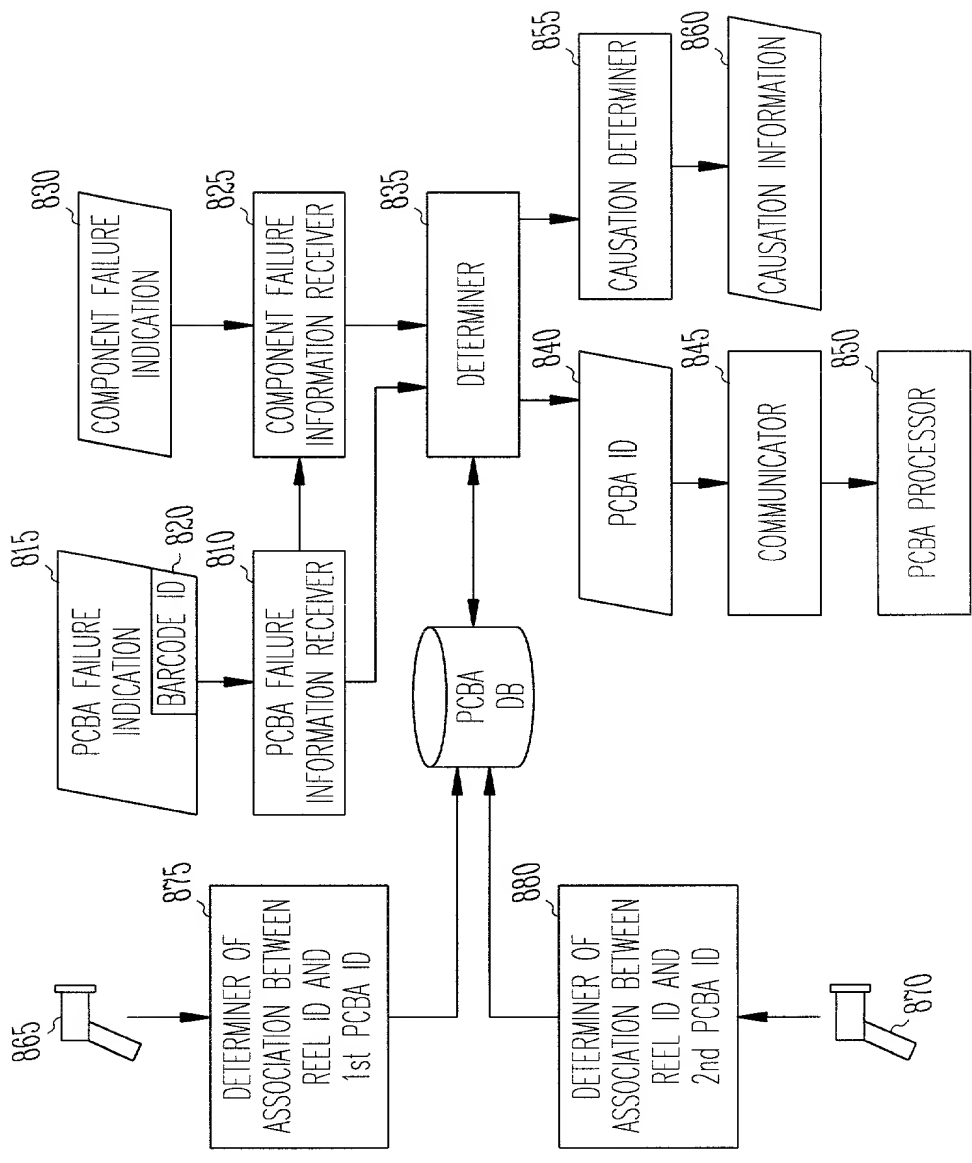 865
DETERMINER OF
ASSOCIATION BETWEEN
REEL ID AND
1st PCBA ID
875
DETERMINER OF
ASSOCIATION BETWEEN
REEL ID AND
2nd PCBA ID
880
870
PCBA FAILURE
INDICATION
815
BARCODE ID
820
PCBA FAILURE
INFORMATION RECEIVER
810
PCBA
DB
COMPONENT FAILURE
INDICATION
830
COMPONENT FAILURE
INFORMATION RECEIVER
825
DETERMINER
835
PCBA ID
840
COMMUNICATOR
845
PCBA PROCESSOR
850
CAUSATION DETERMINER
855
CAUSATION INFORMATION
860